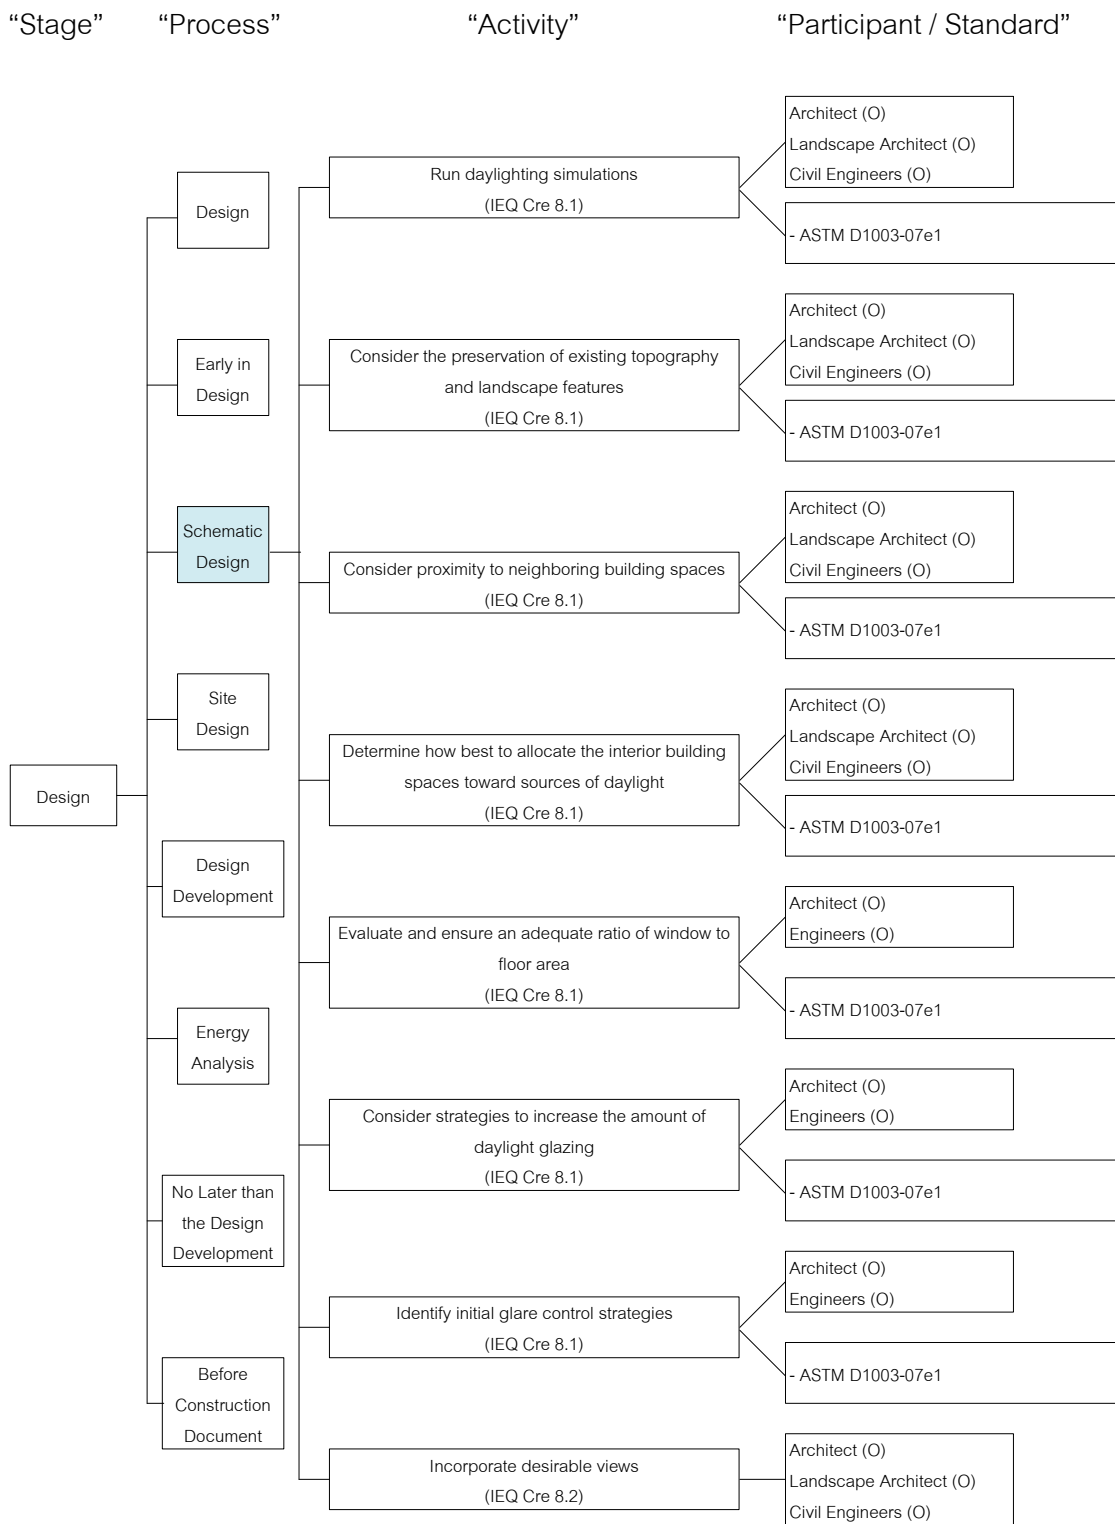 “Stage”
“Process”
“Activity”
“Participant / Standard”
Design
Design
Early in
Design
Schematic
Design
Site
Design
Design
Development
Energy
Analysis
No Later than
the Design
Development
Before
Construction
Document
Run daylighting simulations
(IEQ Cre 8.1)
Architect (O)
Landscape Architect (O)
Civil Engineers (O)
- ASTM D1003-07e1
Consider the preservation of existing topography
and landscape features
(IEQ Cre 8.1)
Architect (O)
Landscape Architect (O)
Civil Engineers (O)
- ASTM D1003-07e1
Consider proximity to neighboring building spaces
(IEQ Cre 8.1)
Architect (O)
Landscape Architect (O)
Civil Engineers (O)
- ASTM D1003-07e1
Determine how best to allocate the interior building
spaces toward sources of daylight
(IEQ Cre 8.1)
Architect (O)
Landscape Architect (O)
Civil Engineers (O)
- ASTM D1003-07e1
Evaluate and ensure an adequate ratio of window to
floor area
(IEQ Cre 8.1)
Architect (O)
Engineers (O)
- ASTM D1003-07e1
Consider strategies to increase the amount of
daylight glazing
(IEQ Cre 8.1)
Architect (O)
Engineers (O)
- ASTM D1003-07e1
Identify initial glare control strategies
(IEQ Cre 8.1)
Architect (O)
Engineers (O)
- ASTM D1003-07e1
Incorporate desirable views
(IEQ Cre 8.2)
Architect (O)
Landscape Architect (O)
Civil Engineers (O)